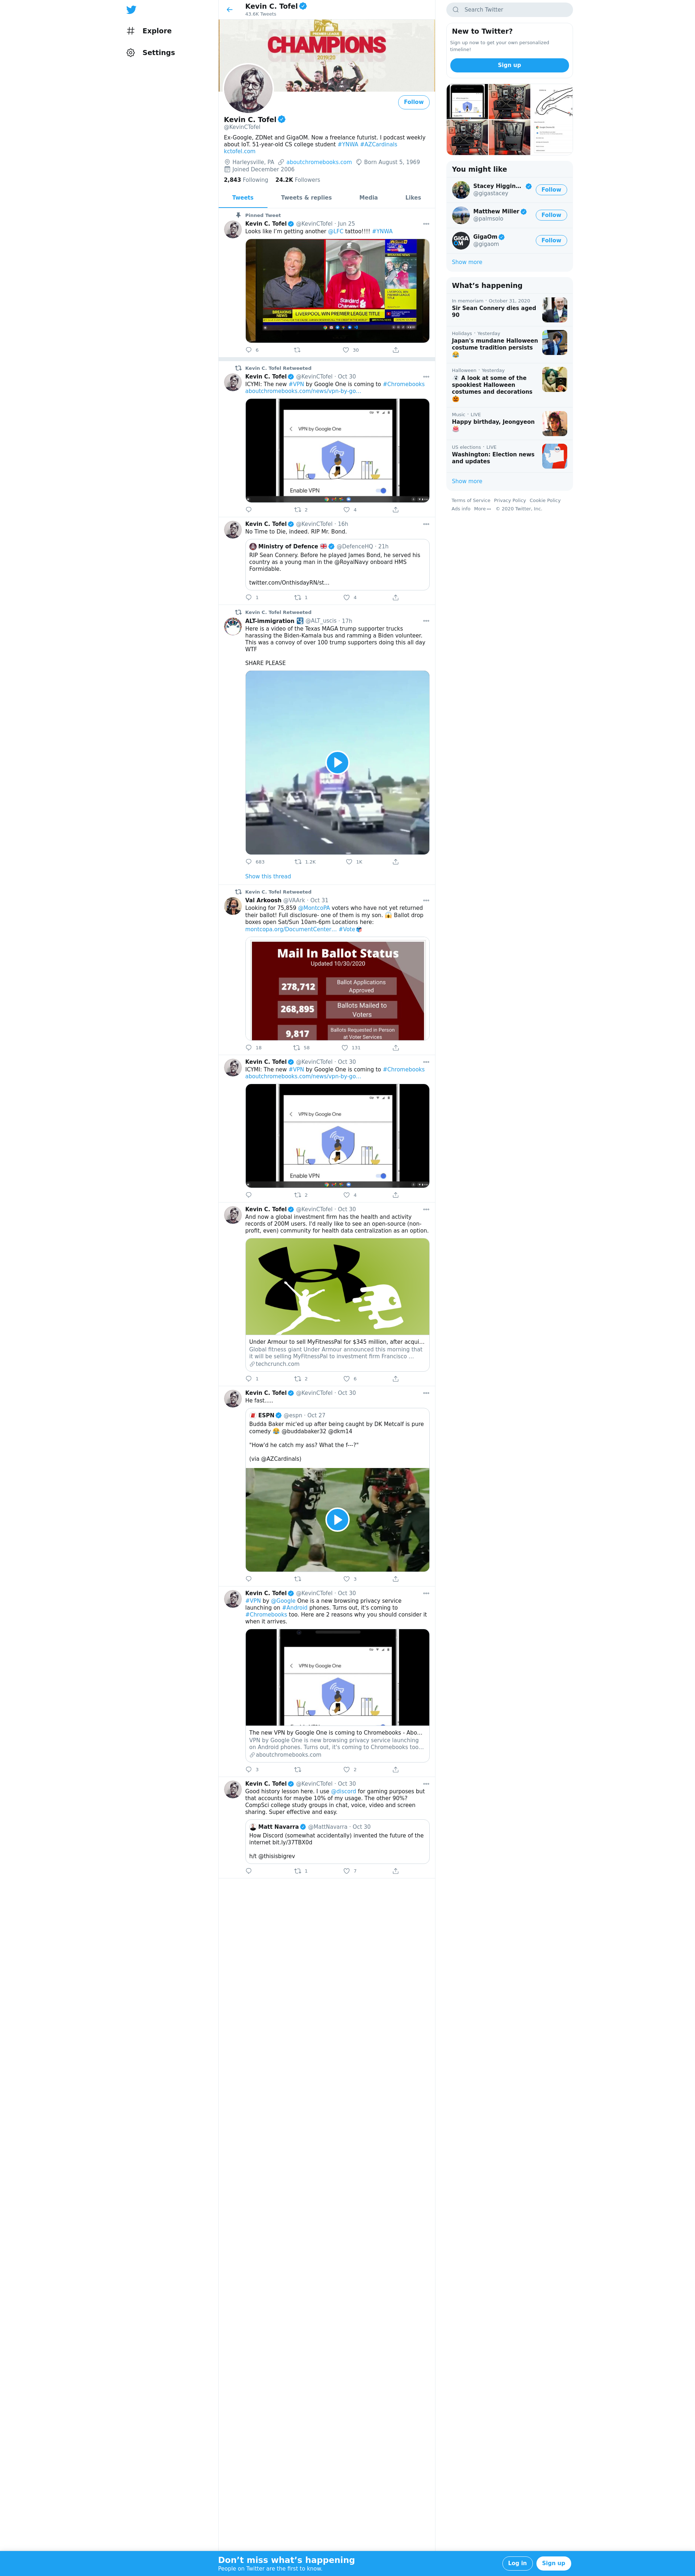 Explore
Settings
Kevin C. Tofel
43.6K Tweets
CHAMPIONS
Follow
Kevin C. Tofel
@KevinCTofel
Ex-Google, ZDNet and GigaOM. Now a freelance futurist. I podcast weekly
about IoT. 51-year-old CS college student #YNWA #AZCardinals
kctofel.com
Harleysville, PA aboutchromebooks.com Born August 5, 1969
Joined December 2006
2,843 Following 24.2K Followers
Tweets Tweets & replies Media Likes
Pinned Tweet
Kevin C. Tofel @KevinCTofel · Jun 25
Looks like I'm getting another @LFC tattoo!!!! #YNWA
BREAKING NEWS LIVERPOOL WIN PREMIER LEAGUE TITLE
6 30
Kevin C. Tofel Retweeted
Kevin C. Tofel @KevinCTofel · Oct 30
ICYMI: The new #VPN by Google One is coming to #Chromebooks
aboutchromebooks.com/news/vpn-by-go…
VPN by Google One
Enable VPN
2 4
Kevin C. Tofel @KevinCTofel · 16h
No Time to Die, indeed. RIP Mr. Bond.
Ministry of Defence 🇬🇧 @DefenceHQ · 21h
RIP Sean Connery. Before he played James Bond, he served his
country as a young man in the @RoyalNavy onboard HMS
Formidable.
twitter.com/OnthisdayRN/st…
1 1 4
Kevin C. Tofel Retweeted
ALT-immigration 🛂 @ALT_uscis · 17h
Here is a video of the Texas MAGA trump supporter trucks
harassing the Biden-Kamala bus and ramming a Biden volunteer.
This was a convoy of over 100 trump supporters doing this all day
WTF
SHARE PLEASE
683 1.2K 1K
Show this thread
Kevin C. Tofel Retweeted
Val Arkoosh @VAArk · Oct 31
Looking for 75,859 @MontcoPA voters who have not yet returned
their ballot! Full disclosure- one of them is my son. 😱 Ballot drop
boxes open Sat/Sun 10am-6pm Locations here:
montcopa.org/DocumentCenter… #Vote
Mail In Ballot Status
Updated 10/30/2020
278,712 Ballot Applications Approved
268,895 Ballots Mailed to Voters
9,817 Ballots Requested in Person at Voter Services
18 58 131
Kevin C. Tofel @KevinCTofel · Oct 30
ICYMI: The new #VPN by Google One is coming to #Chromebooks
aboutchromebooks.com/news/vpn-by-go…
VPN by Google One
Enable VPN
2 4
Kevin C. Tofel @KevinCTofel · Oct 30
And now a global investment firm has the health and activity
records of 200M users. I'd really like to see an open-source (non-
profit, even) community for health data centralization as an option.
Under Armour to sell MyFitnessPal for $345 million, after acqui…
Global fitness giant Under Armour announced this morning that
it will be selling MyFitnessPal to investment firm Francisco …
techcrunch.com
1 2 6
Kevin C. Tofel @KevinCTofel · Oct 30
He fast.....
ESPN @espn · Oct 27
Budda Baker mic'ed up after being caught by DK Metcalf is pure
comedy 😂 @buddabaker32 @dkm14
"How'd he catch my ass? What the f---?"
(via @AZCardinals)
3
Kevin C. Tofel @KevinCTofel · Oct 30
#VPN by @Google One is a new browsing privacy service
launching on #Android phones. Turns out, it's coming to
#Chromebooks too. Here are 2 reasons why you should consider it
when it arrives.
VPN by Google One
The new VPN by Google One is coming to Chromebooks - Abo…
VPN by Google One is new browsing privacy service launching
on Android phones. Turns out, it's coming to Chromebooks too…
aboutchromebooks.com
3 2
Kevin C. Tofel @KevinCTofel · Oct 30
Good history lesson here. I use @discord for gaming purposes but
that accounts for maybe 10% of my usage. The other 90%?
CompSci college study groups in chat, voice, video and screen
sharing. Super effective and easy.
Matt Navarra @MattNavarra · Oct 30
How Discord (somewhat accidentally) invented the future of the
internet bit.ly/37TBX0d
h/t @thisisbigrev
1 7
Search Twitter
New to Twitter?
Sign up now to get your own personalized
timeline!
Sign up
You might like
Stacey Higgin…
@gigastacey
Follow
Matthew Miller
@palmsolo
Follow
GigaOm
@gigaom
Follow
Show more
What's happening
In memoriam · October 31, 2020
Sir Sean Connery dies aged
90
Holidays · Yesterday
Japan's mundane Halloween
costume tradition persists
😂
Halloween · Yesterday
A look at some of the
spookiest Halloween
costumes and decorations
🎃
Music · LIVE
Happy birthday, Jeongyeon
US elections · LIVE
Washington: Election news
and updates
Show more
Terms of Service Privacy Policy Cookie Policy
Ads info More © 2020 Twitter, Inc.
Don't miss what's happening
People on Twitter are the first to know.
Log in Sign up